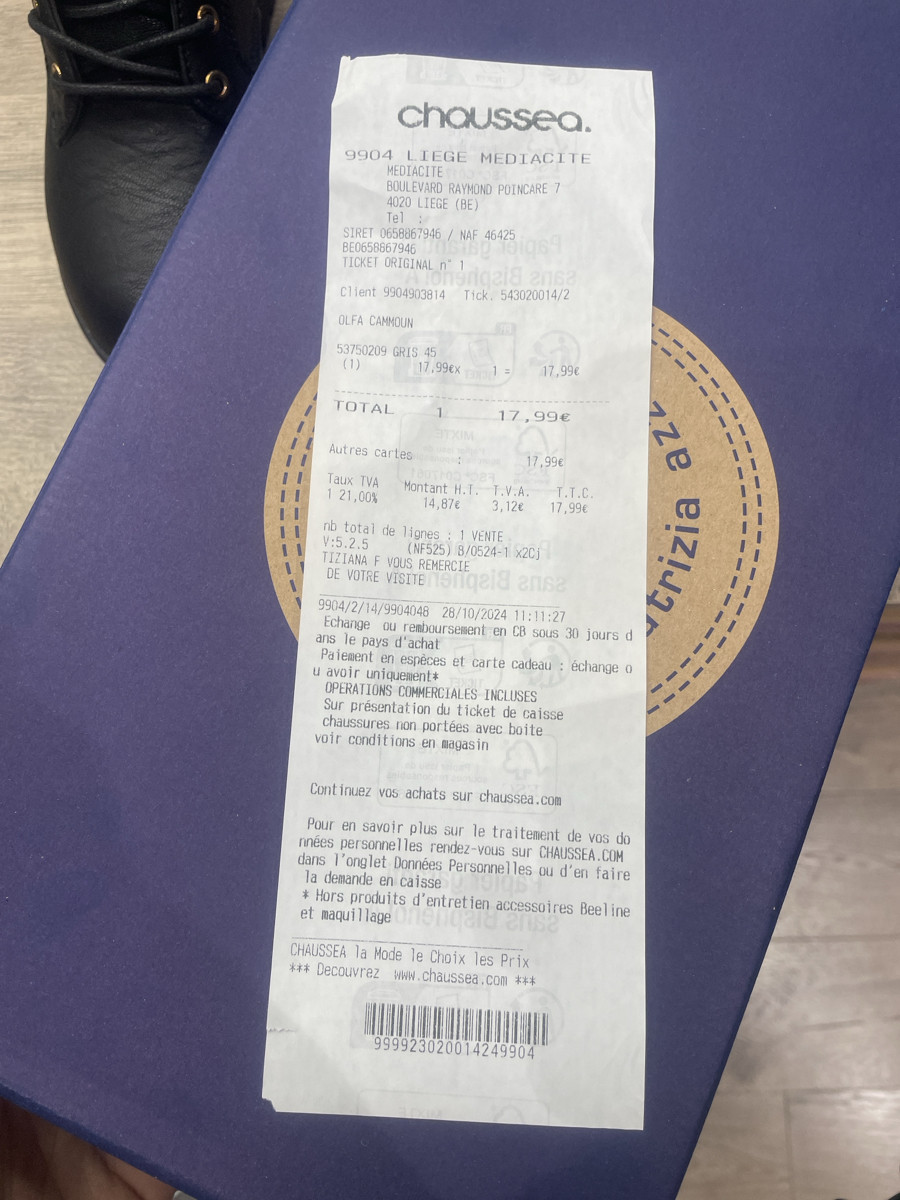 chaussea.
9904 LIEGE MEDIACITE
MEDIACITE
BOULEVARD RAYMOND POINCARE 7
4020 LIEGE (BE)
Tel :
SIRET 0658867946 / NAF 46425
BE0658867946
TICKET ORIGINAL n° 1
Client 9904903814 Tick. 543020014/2
OLFA CAMMOUN
53750209 GRIS 45
(1) 17,99€x 1 = 17,99€
TOTAL 1 17,99€
Autres cartes : 17,99€
Taux TVA Montant H.T. T.V.A. T.T.C.
1 21,00% 14,87€ 3,12€ 17,99€
nb total de lignes : 1 VENTE
V:5.2.5 (NF525) B/0524-1 x2Cj
TIZIANA F VOUS REMERCIE
DE VOTRE VISITE
9904/2/14/9904048 28/10/2024 11:11:27
Echange ou remboursement en CB sous 30 jours d
ans le pays d'achat
Paiement en espèces et carte cadeau : échange o
u avoir uniquement*
OPERATIONS COMMERCIALES INCLUSES
Sur présentation du ticket de caisse
chaussures non portées avec boite
voir conditions en magasin
Continuez vos achats sur chaussea.com
Pour en savoir plus sur le traitement de vos do
nnées personnelles rendez-vous sur CHAUSSEA.COM
dans l'onglet Données Personnelles ou d'en faire
la demande en caisse
* Hors produits d'entretien accessoires Beeline
et maquillage
CHAUSSEA la Mode le Choix les Prix
*** Decouvrez www.chaussea.com ***
999923020014249904
atrizia azz